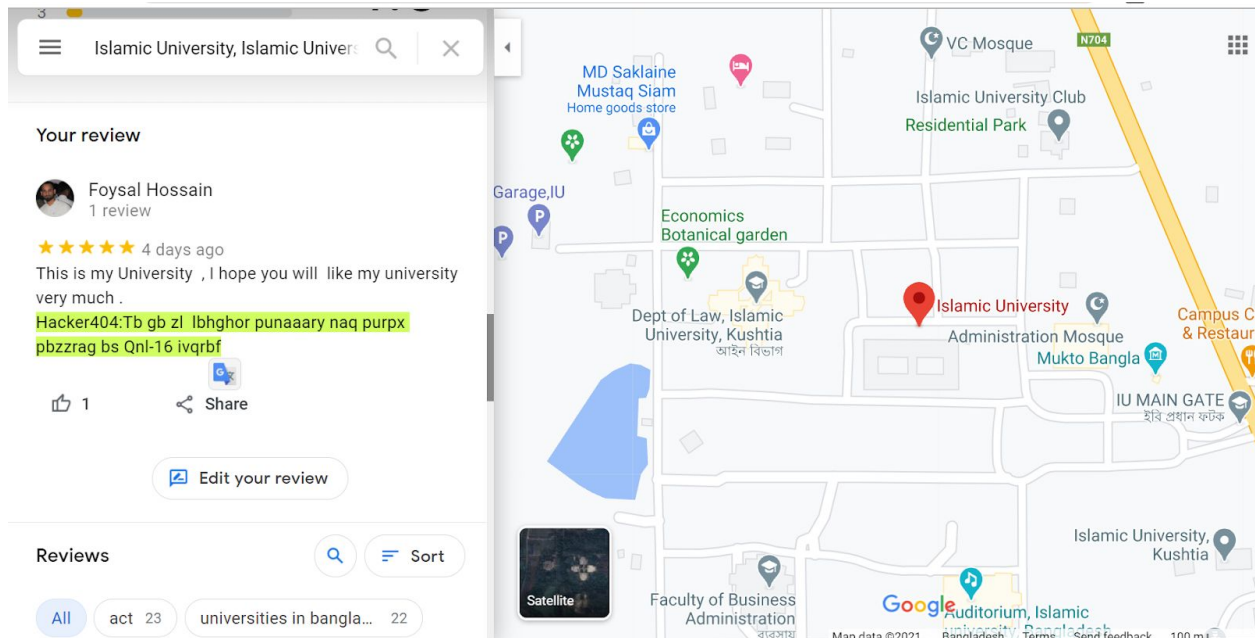 3
Islamic University, Islamic Univer
Your review
Foysal Hossain
1 review
4 days ago
This is my University , I hope you will like my university
very much .
Hacker404:Tb gb zl lbhghor punaaary naq purpx
pbzzrag bs Qnl-16 ivqrbf
1
Share
Edit your review
Reviews
Sort
All
act 23
universities in bangla... 22
VC Mosque
N704
MD Saklaine
Mustaq Siam
Home goods store
Islamic University Club
Residential Park
Garage,IU
P
P
Economics
Botanical garden
Dept of Law, Islamic
University, Kushtia
আইন বিভাগ
Islamic University
Administration Mosque
Campus C
& Restaur
Mukto Bangla
IU MAIN GATE
ইবি প্রধান ফটক
Islamic University,
Kushtia
Satellite
Faculty of Business
Administration
ব্যবসায়
Google
Auditorium, Islamic
university, Bangladesh
Map data ©2021
Bangladesh
Terms
Send feedback
100 m